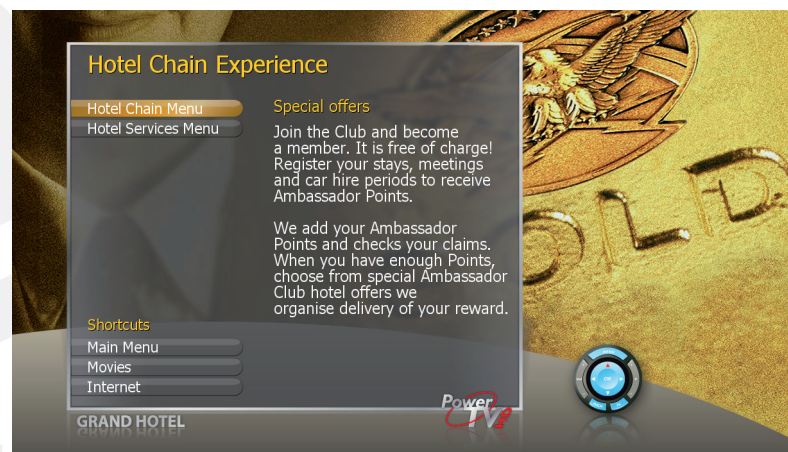 Hotel Chain Experience
Hotel Chain Menu
Hotel Services Menu
Special offers
Join the Club and become
a member. It is free of charge!
Register your stays, meetings
and car hire periods to receive
Ambassador Points.
We add your Ambassador
Points and checks your claims.
When you have enough Points,
choose from special Ambassador
Club hotel offers we
organise delivery of your reward.
Shortcuts
Main Menu
Movies
Internet
GRAND HOTEL
Power
TV
OLD
OK